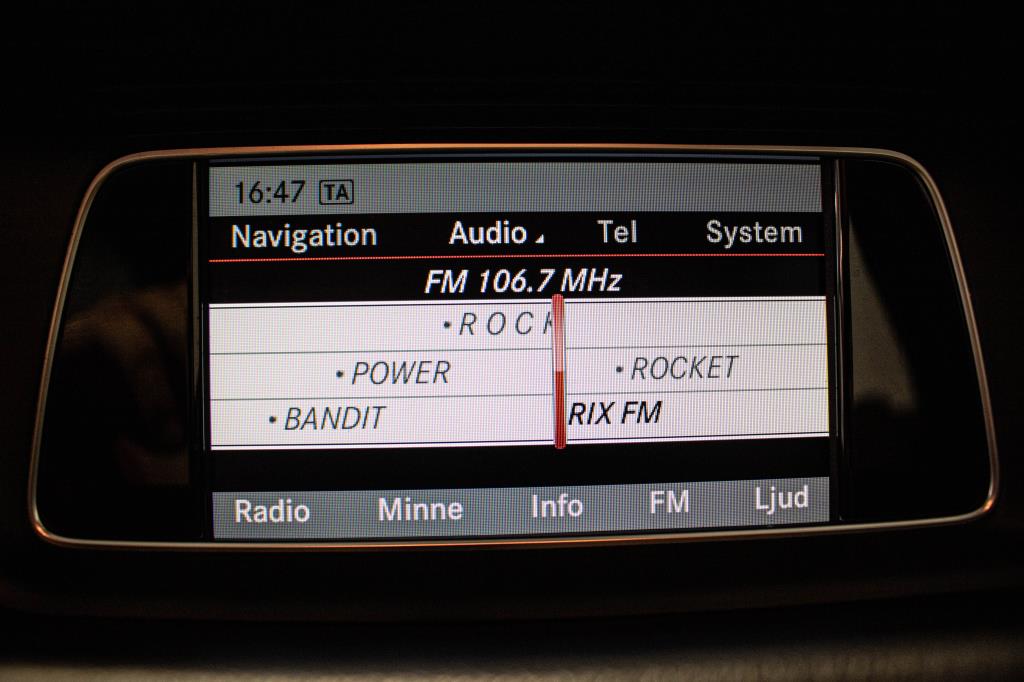 16:47 TA
Navigation Audio Tel System
FM 106.7 MHz
• R O C K
• POWER • ROCKET
• BANDIT RIX FM
Radio Minne Info FM Ljud